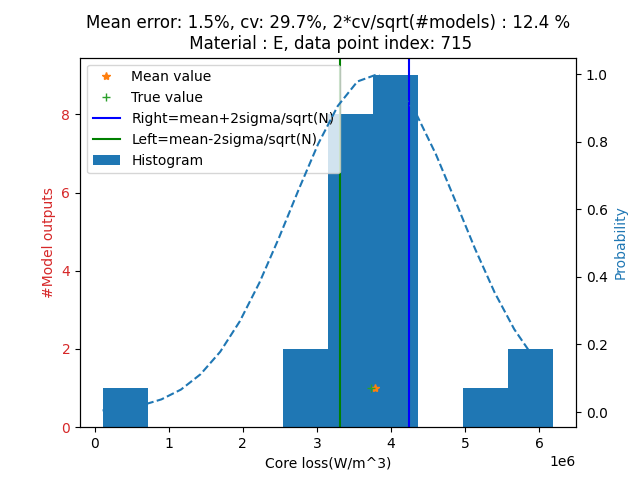 Mean error: 1.5%, cv: 29.7%, 2*cv/sqrt(#models) : 12.4 %
Material : E, data point index: 715
Mean value
True value
Right=mean+2sigma/sqrt(N)
Left=mean-2sigma/sqrt(N)
Histogram
#Model outputs
8
6
4
2
0
1.0
0.8
0.6
0.4
0.2
0.0
Probability
0 1 2 3 4 5 6
1e6
Core loss(W/m^3)